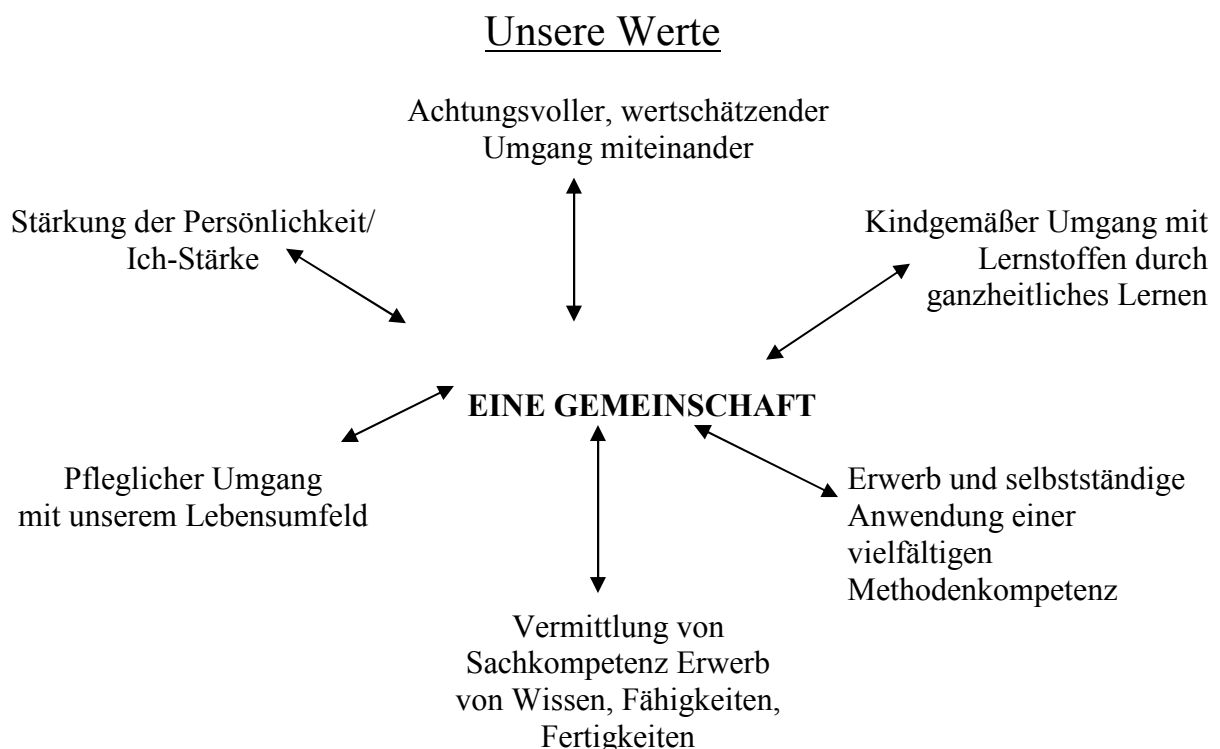 Unsere Werte
Achtungsvoller, wertschätzender
Umgang miteinander
Stärkung der Persönlichkeit/
Ich-Stärke
Kindgemäßer Umgang mit
Lernstoffen durch
ganzheitliches Lernen
EINE GEMEINSCHAFT
Pfleglicher Umgang
mit unserem Lebensumfeld
Erwerb und selbstständige
Anwendung einer
vielfältigen
Methodenkompetenz
Vermittlung von
Sachkompetenz Erwerb
von Wissen, Fähigkeiten,
Fertigkeiten